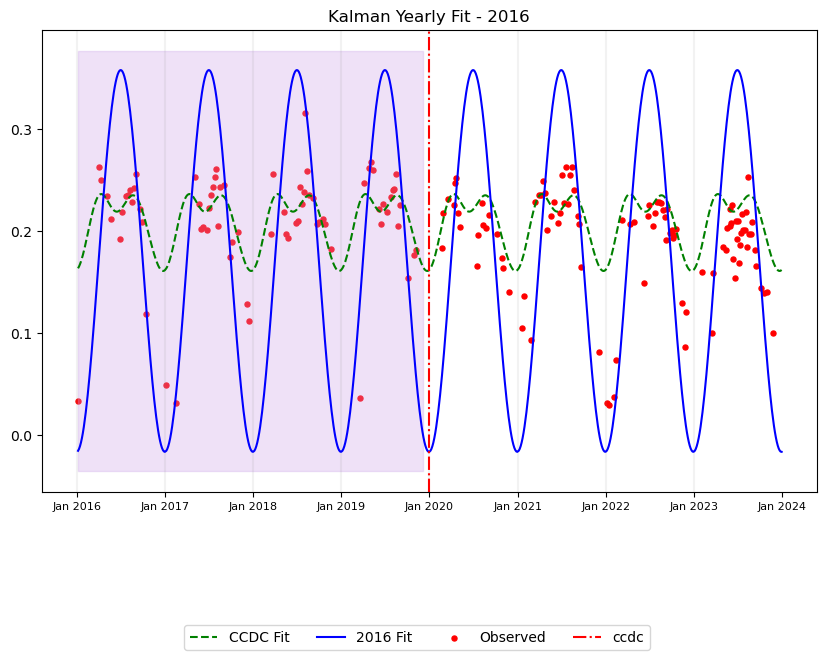 Kalman Yearly Fit - 2016
0.3
0.2
0.1
0.0
Jan 2016 Jan 2017 Jan 2018 Jan 2019 Jan 2020 Jan 2021 Jan 2022 Jan 2023 Jan 2024
CCDC Fit 2016 Fit Observed ccdc